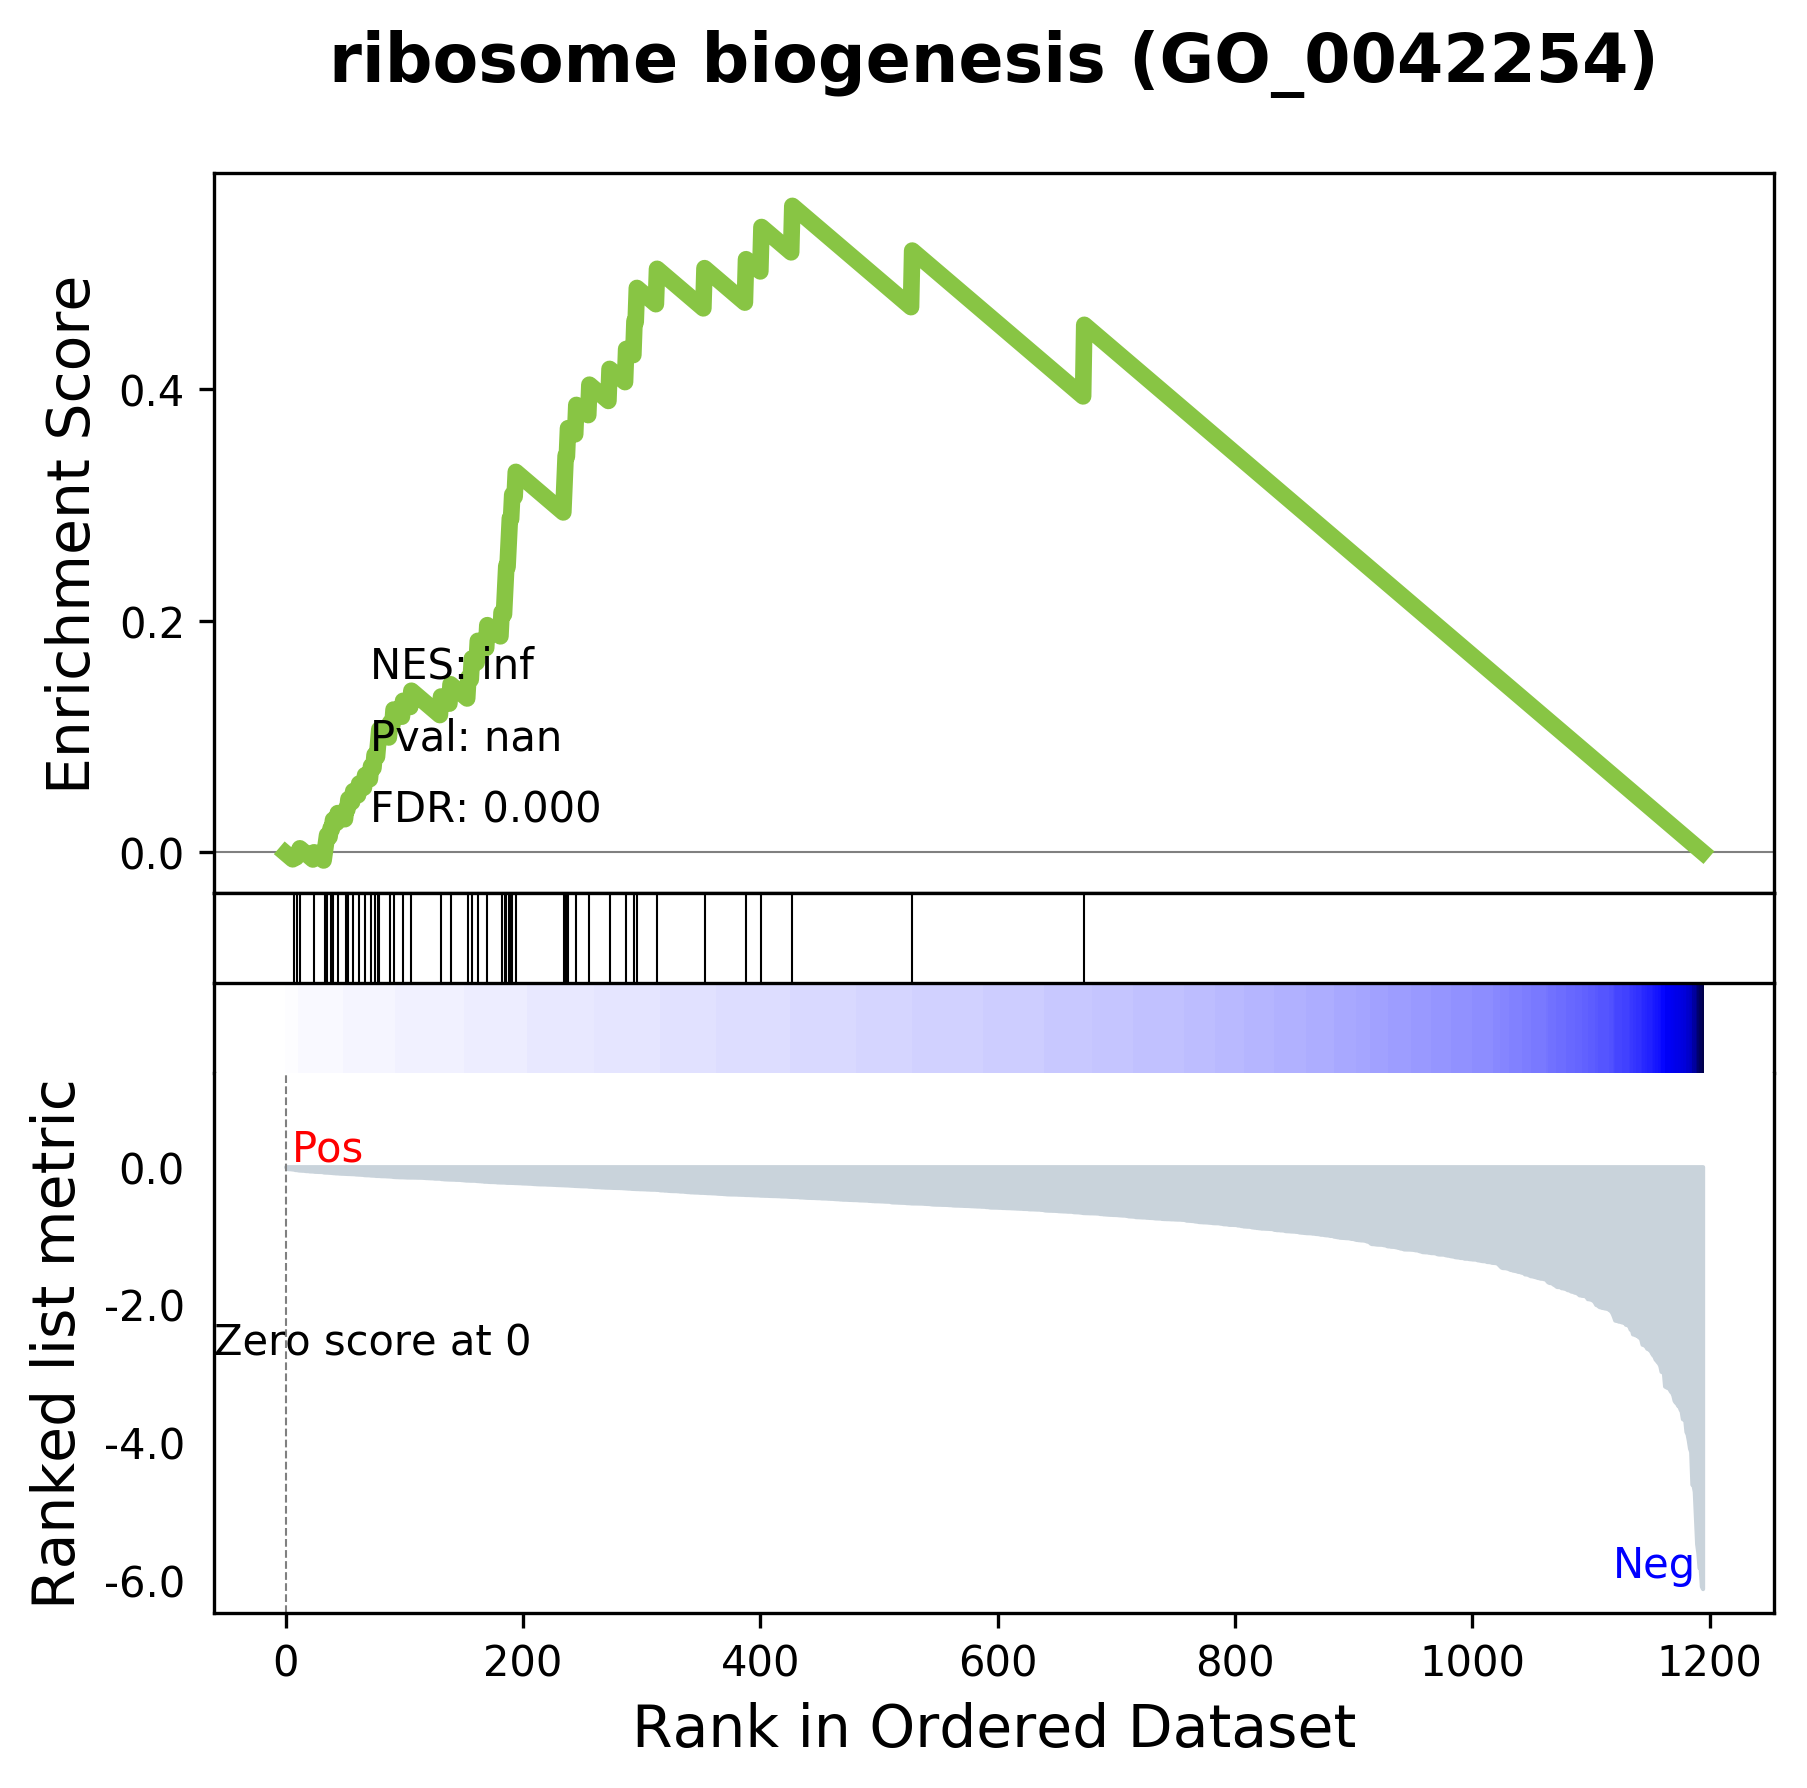 ribosome biogenesis (GO_0042254)
Enrichment Score
0.4
0.2
0.0
NES: inf
Pval: nan
FDR: 0.000
Ranked list metric
0.0
-2.0
-4.0
-6.0
Pos
Zero score at 0
Neg
0 200 400 600 800 1000 1200
Rank in Ordered Dataset